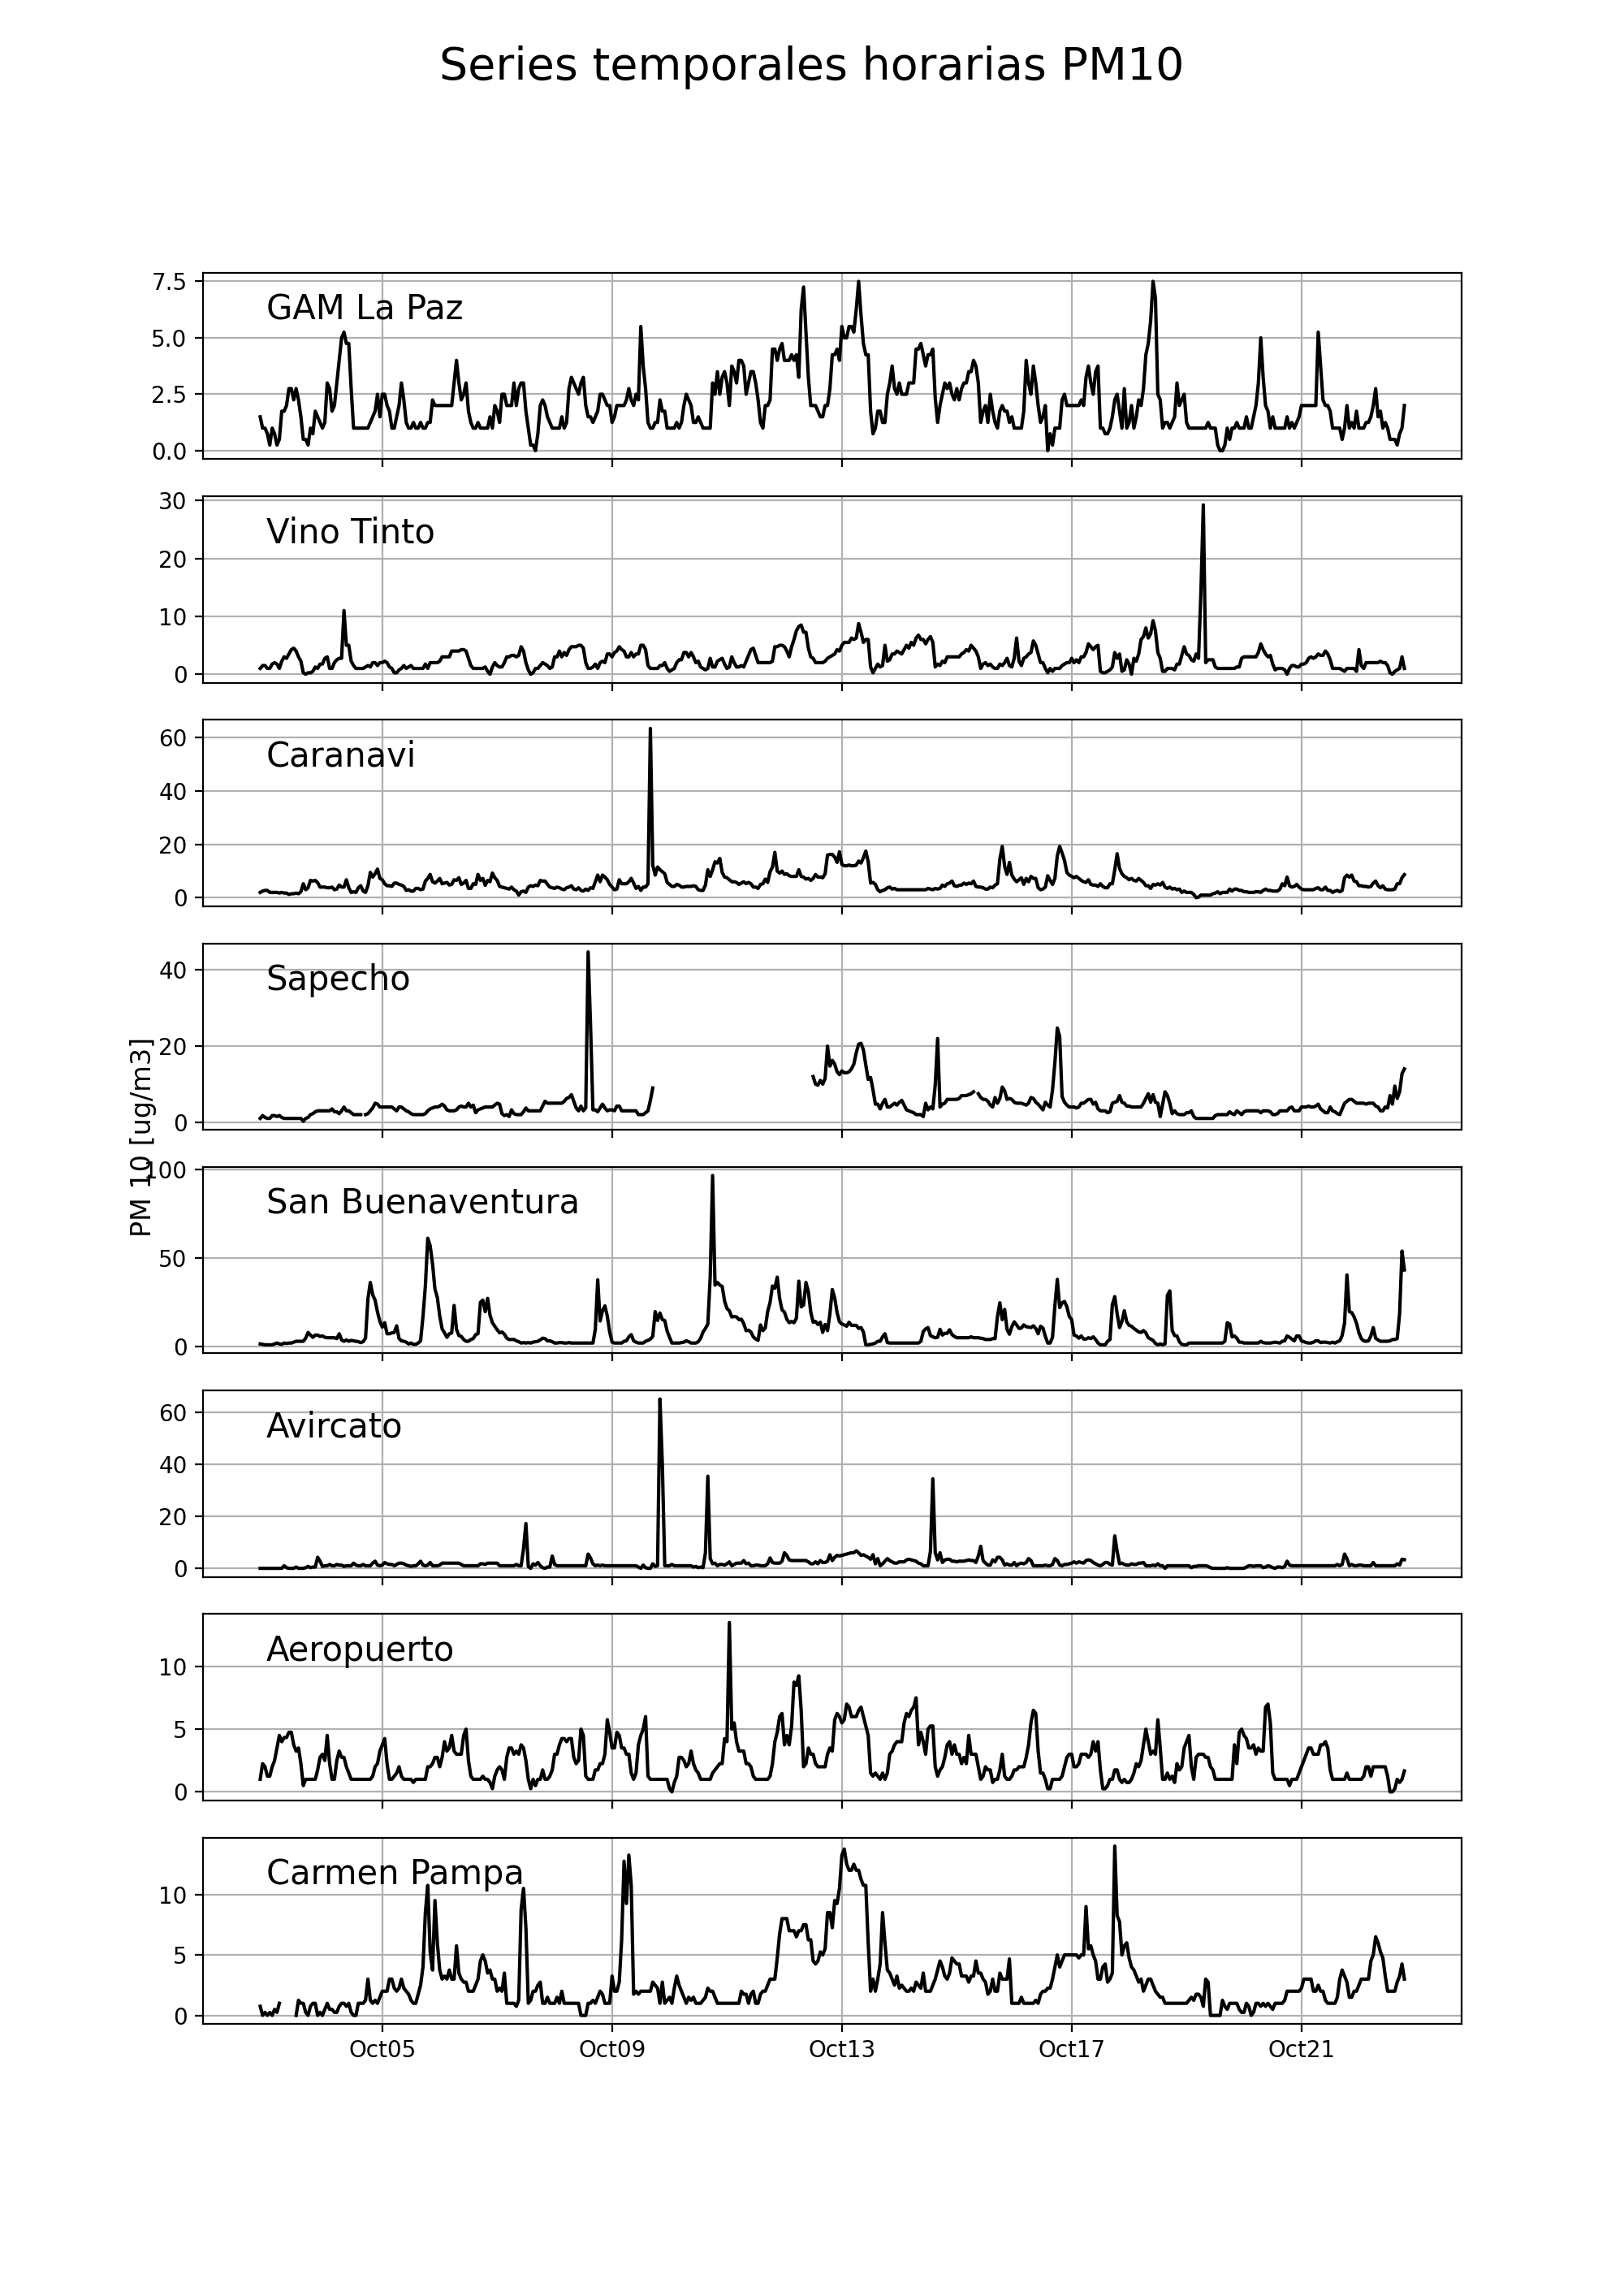 Series temporales horarias PM10
GAM La Paz
7.5
5.0
2.5
0.0
Vino Tinto
30
20
10
0
Caranavi
60
40
20
0
Sapecho
40
20
0
PM 10 [ug/m3]
San Buenaventura
100
50
0
Avircato
60
40
20
0
Aeropuerto
10
5
0
Carmen Pampa
10
5
0
Oct05 Oct09 Oct13 Oct17 Oct21